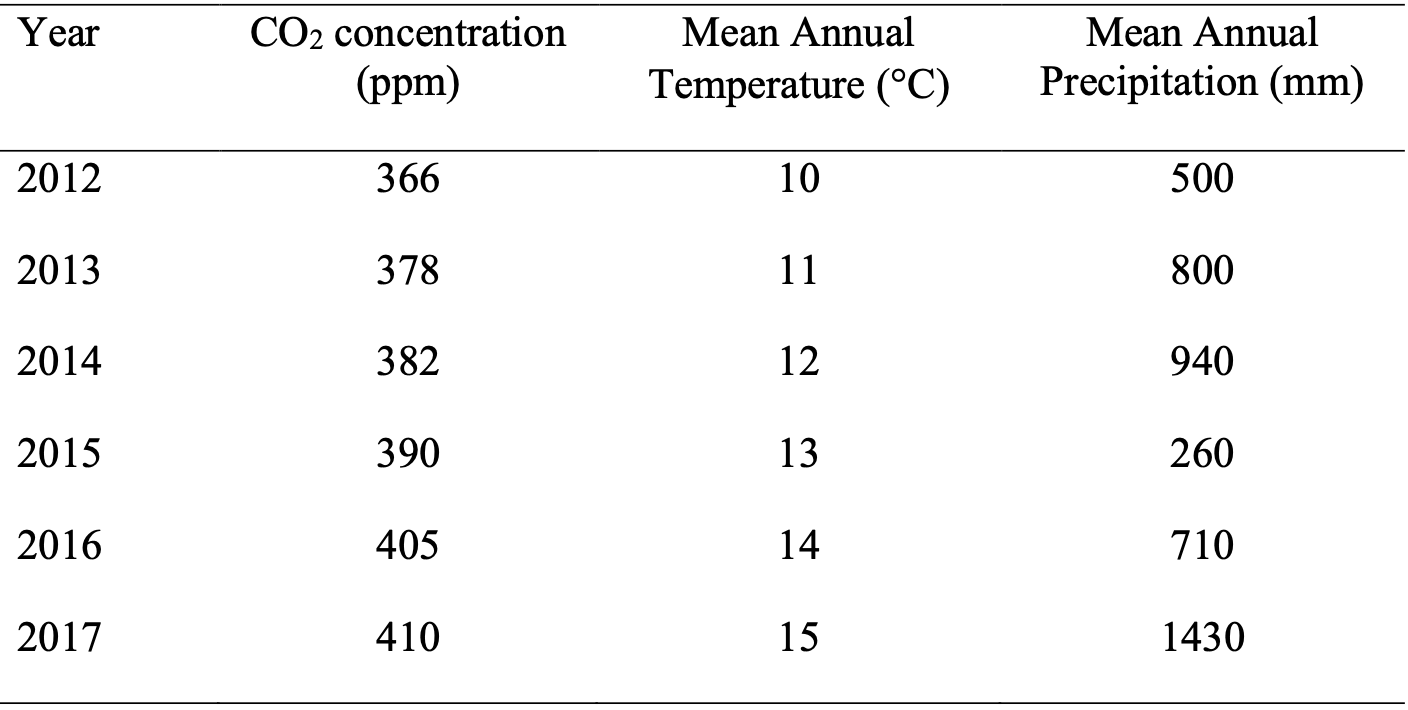 Year CO₂ concentration (ppm) Mean Annual Temperature (°C) Mean Annual Precipitation (mm)
2012 366 10 500
2013 378 11 800
2014 382 12 940
2015 390 13 260
2016 405 14 710
2017 410 15 1430